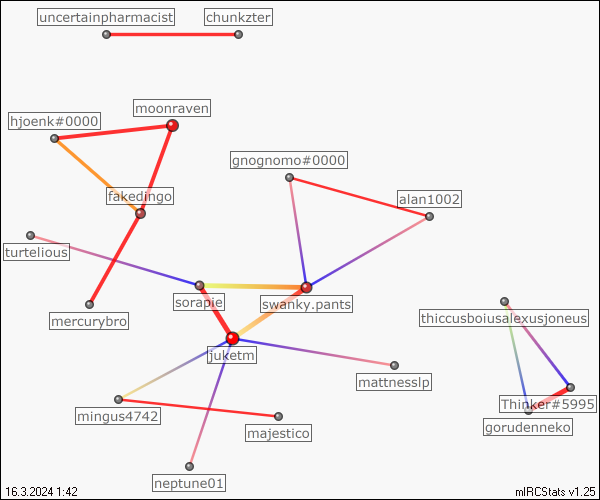 uncertainpharmacist
chunkzter
moonraven
hjoenk#0000
gnognomo#0000
fakedingo
alan1002
turtelious
sorapie
swanky.pants
mercurybro
thiccusboiusalexusjoneus
juketm
mattnesslp
Thinker#5995
mingus4742
gorudenneko
majestico
neptune01
16.3.2024 1:42
mIRCStats v1.25